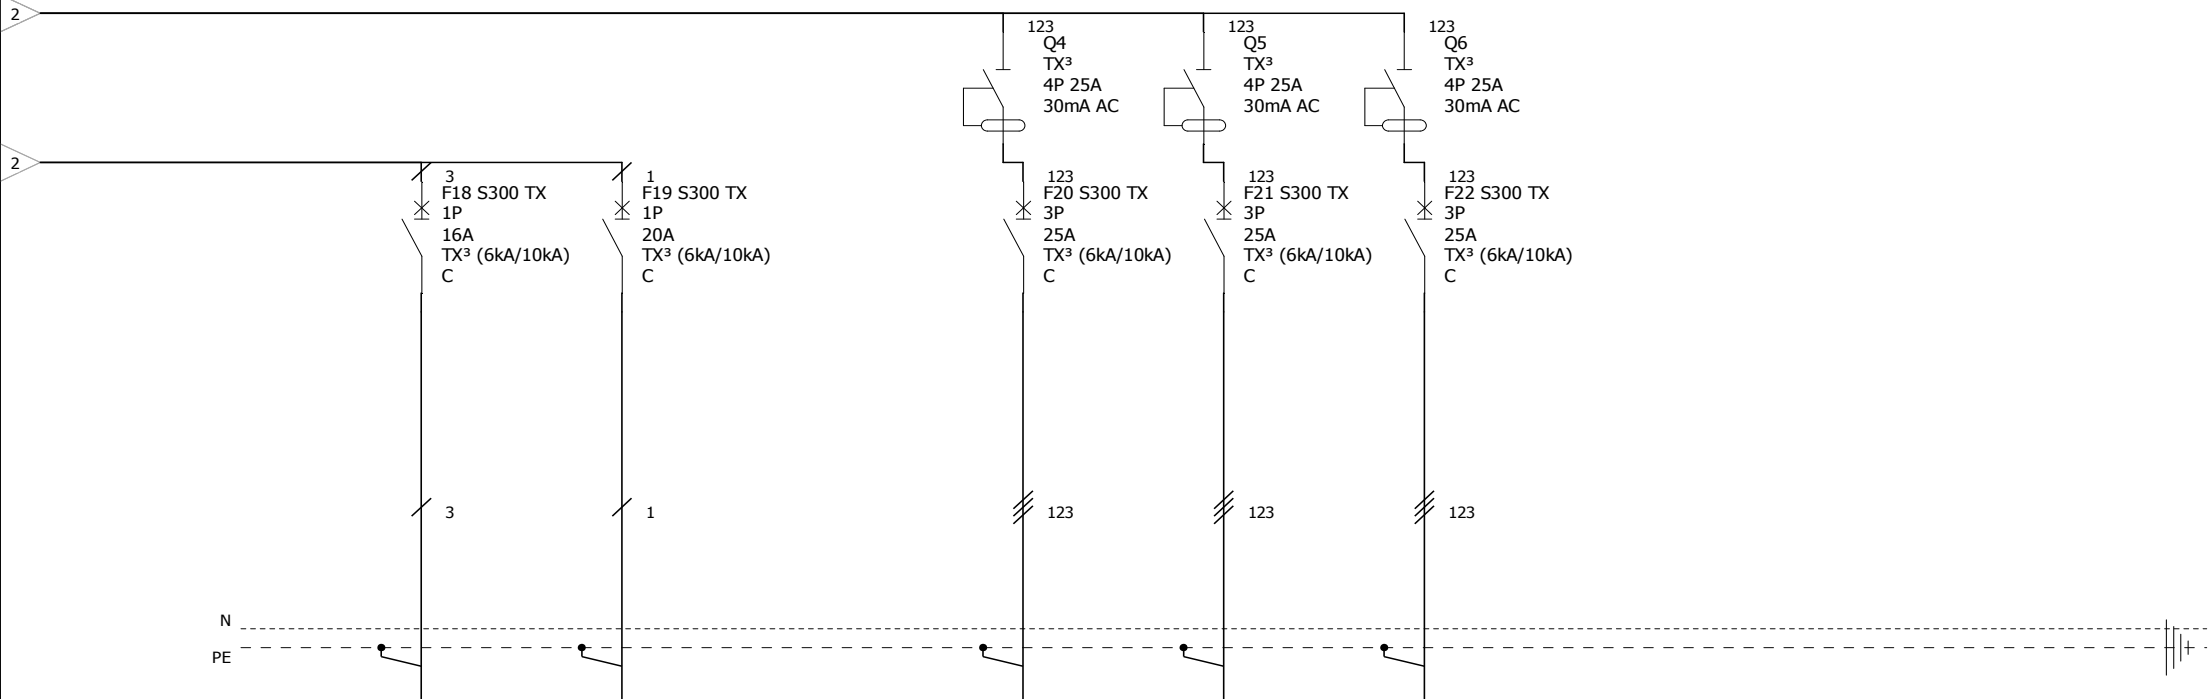 2
123
Q4
TX³
4P 25A
30mA AC
123
Q5
TX³
4P 25A
30mA AC
123
Q6
TX³
4P 25A
30mA AC
2
3
F18 S300 TX
1P
16A
TX³ (6kA/10kA)
C
1
F19 S300 TX
1P
20A
TX³ (6kA/10kA)
C
123
F20 S300 TX
3P
25A
TX³ (6kA/10kA)
C
123
F21 S300 TX
3P
25A
TX³ (6kA/10kA)
C
123
F22 S300 TX
3P
25A
TX³ (6kA/10kA)
C
3
1
123
123
123
N
PE